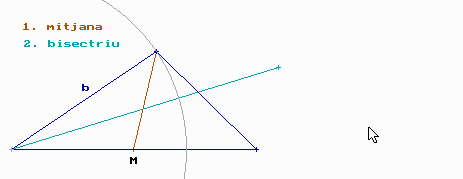 1. mitjana
2. bisectriu
b
M